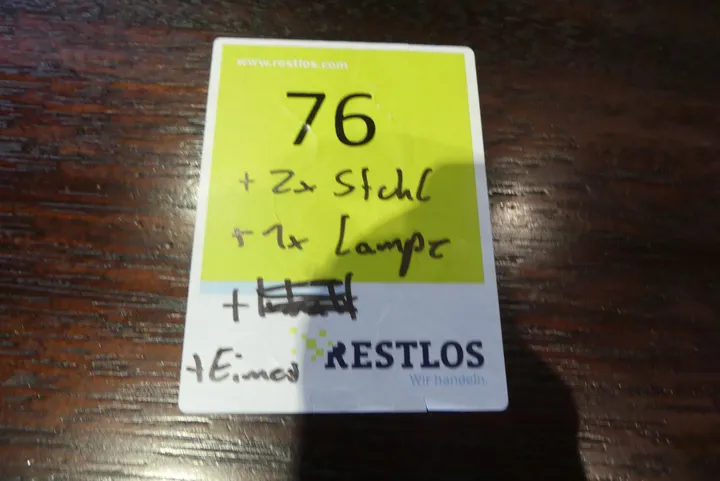 www.restlos.com
76
+ 2x Stuhl
+ 1x Lampe
+
+ Eimer
RESTLOS
Wir handeln.